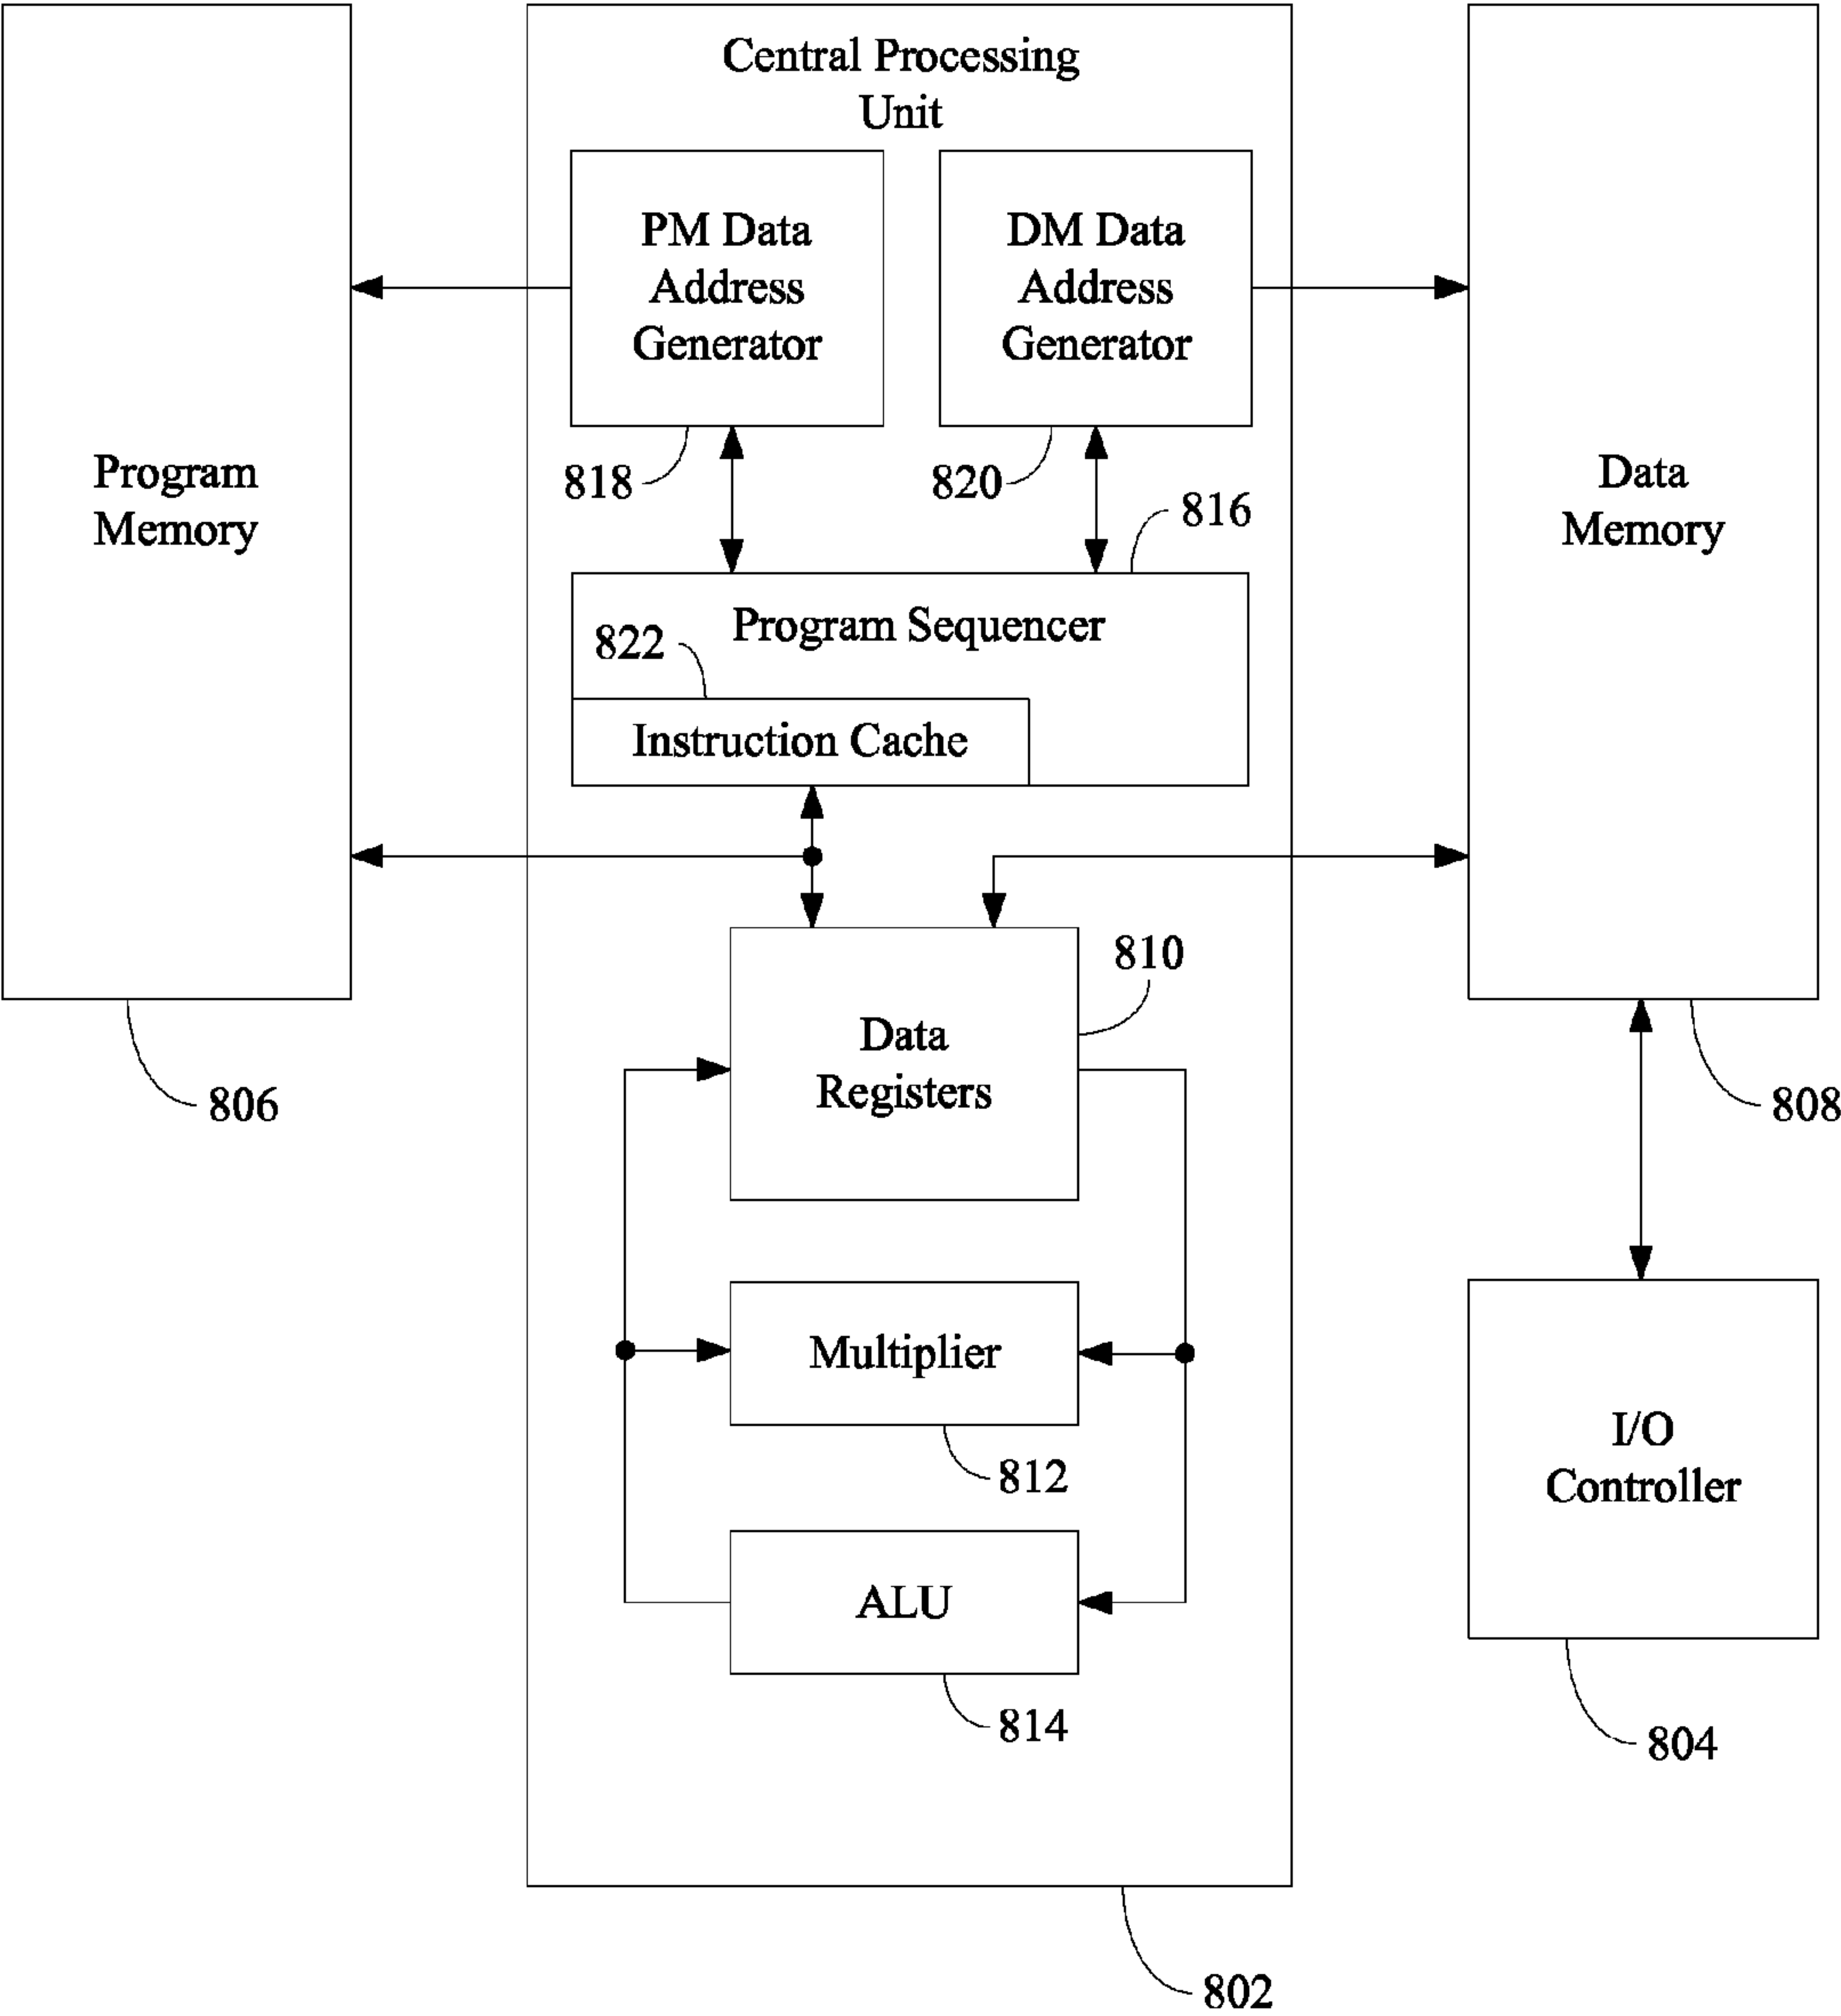 Central Processing
Unit
PM Data
Address
Generator
DM Data
Address
Generator
818
820
816
Program
Memory
Data
Memory
Program Sequencer
822
Instruction Cache
810
Data
Registers
806
808
Multiplier
812
I/O
Controller
ALU
814
804
802